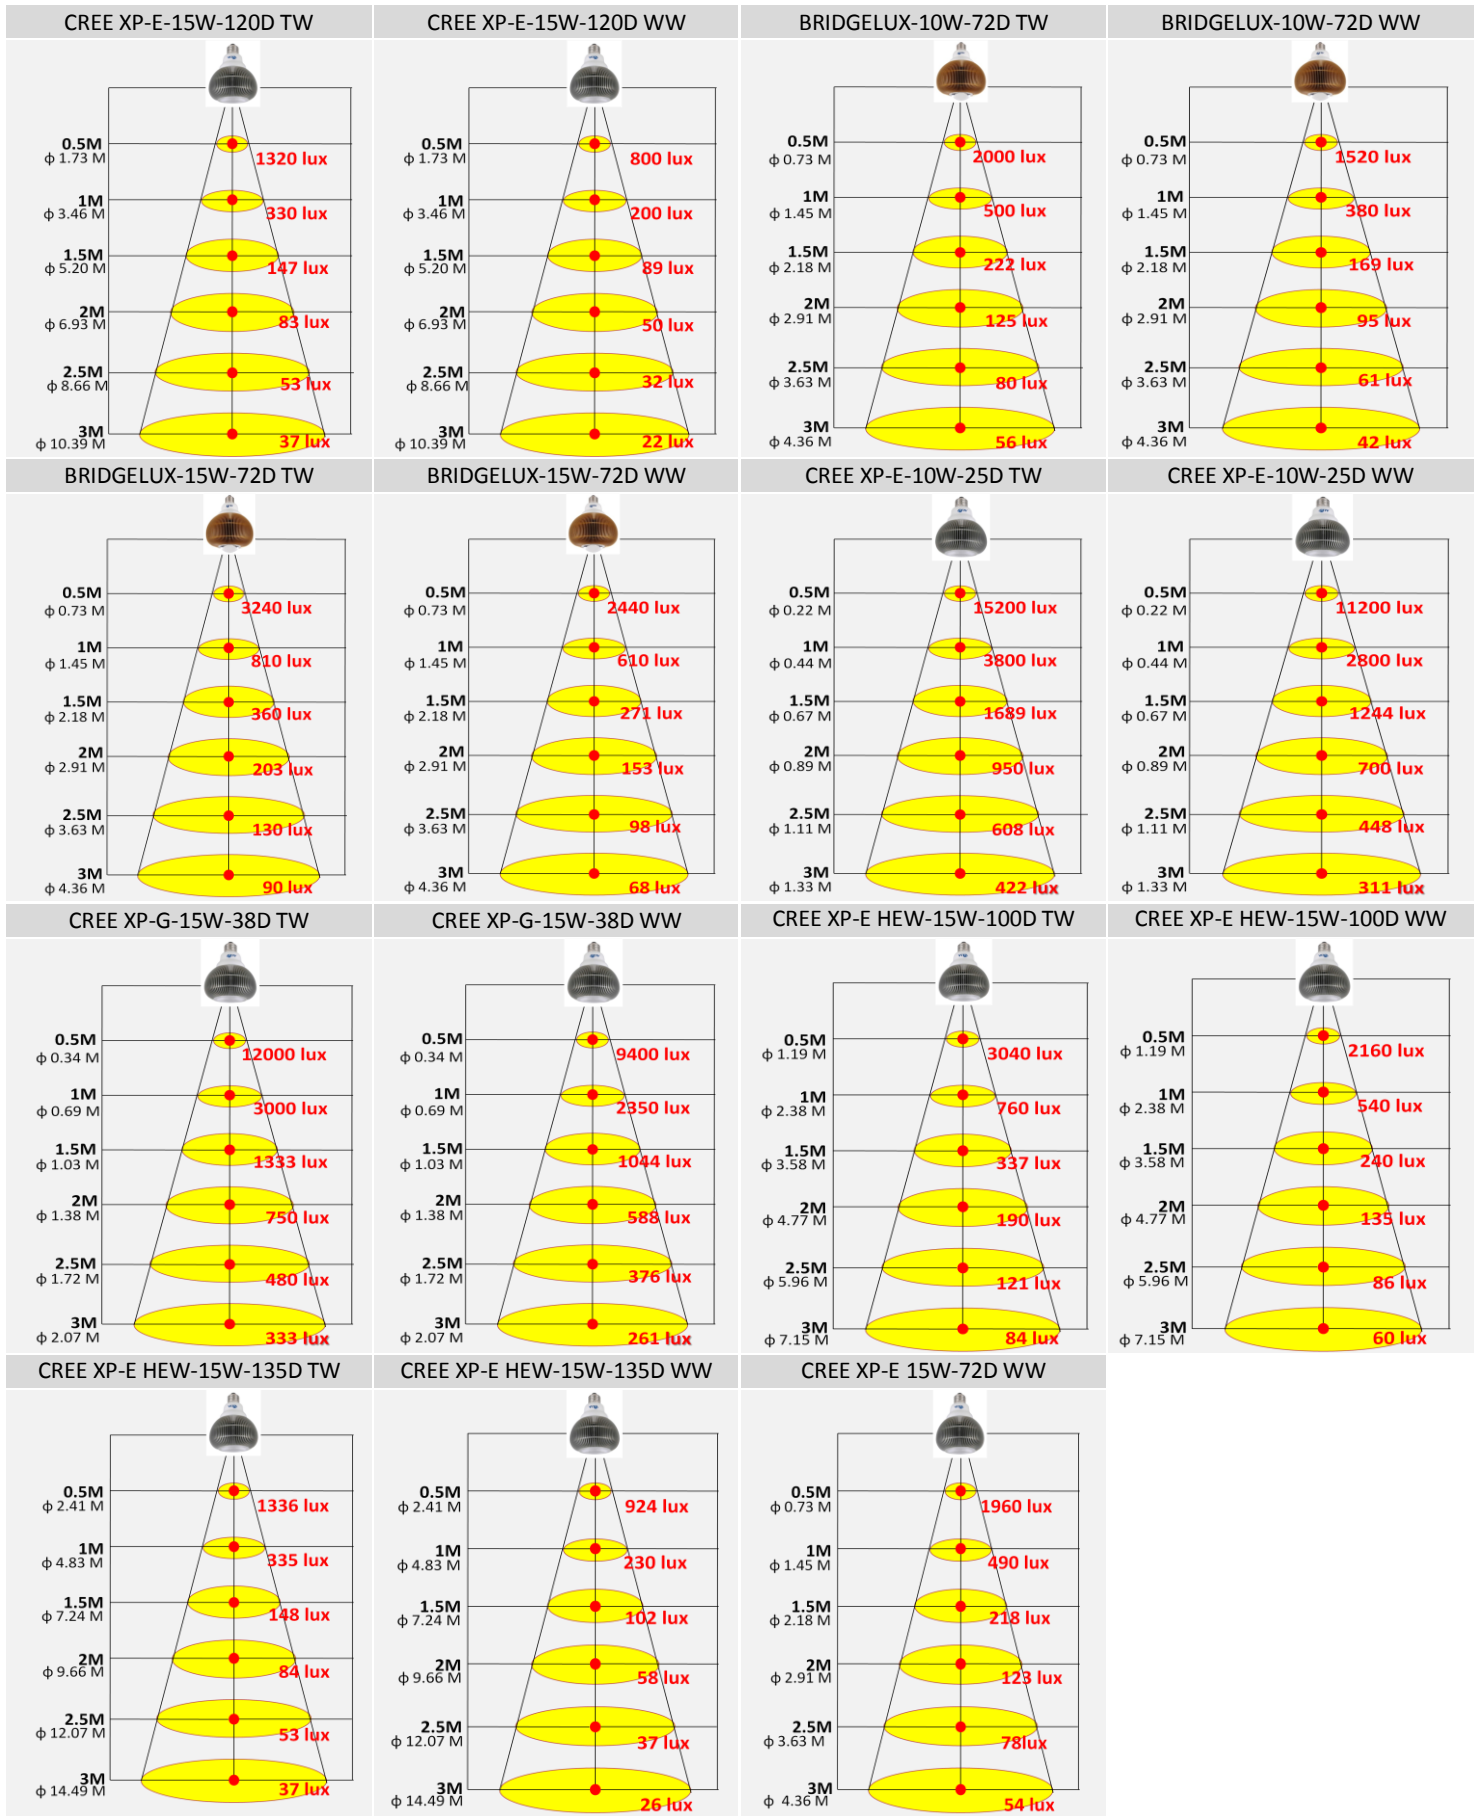 CREE XP-E-15W-120D TW
0.5M
ϕ 1.73 M
1320 lux
1M
ϕ 3.46 M
330 lux
1.5M
ϕ 5.20 M
147 lux
2M
ϕ 6.93 M
83 lux
2.5M
ϕ 8.66 M
53 lux
3M
ϕ 10.39 M
37 lux
CREE XP-E-15W-120D WW
0.5M
ϕ 1.73 M
800 lux
1M
ϕ 3.46 M
200 lux
1.5M
ϕ 5.20 M
89 lux
2M
ϕ 6.93 M
50 lux
2.5M
ϕ 8.66 M
32 lux
3M
ϕ 10.39 M
22 lux
BRIDGELUX-10W-72D TW
0.5M
ϕ 0.73 M
2000 lux
1M
ϕ 1.45 M
500 lux
1.5M
ϕ 2.18 M
222 lux
2M
ϕ 2.91 M
125 lux
2.5M
ϕ 3.63 M
80 lux
3M
ϕ 4.36 M
56 lux
BRIDGELUX-10W-72D WW
0.5M
ϕ 0.73 M
1520 lux
1M
ϕ 1.45 M
380 lux
1.5M
ϕ 2.18 M
169 lux
2M
ϕ 2.91 M
95 lux
2.5M
ϕ 3.63 M
61 lux
3M
ϕ 4.36 M
42 lux
BRIDGELUX-15W-72D TW
0.5M
ϕ 0.73 M
3240 lux
1M
ϕ 1.45 M
810 lux
1.5M
ϕ 2.18 M
360 lux
2M
ϕ 2.91 M
203 lux
2.5M
ϕ 3.63 M
130 lux
3M
ϕ 4.36 M
90 lux
BRIDGELUX-15W-72D WW
0.5M
ϕ 0.73 M
2440 lux
1M
ϕ 1.45 M
610 lux
1.5M
ϕ 2.18 M
271 lux
2M
ϕ 2.91 M
153 lux
2.5M
ϕ 3.63 M
98 lux
3M
ϕ 4.36 M
68 lux
CREE XP-E-10W-25D TW
0.5M
ϕ 0.22 M
15200 lux
1M
ϕ 0.44 M
3800 lux
1.5M
ϕ 0.67 M
1689 lux
2M
ϕ 0.89 M
950 lux
2.5M
ϕ 1.11 M
608 lux
3M
ϕ 1.33 M
422 lux
CREE XP-E-10W-25D WW
0.5M
ϕ 0.22 M
11200 lux
1M
ϕ 0.44 M
2800 lux
1.5M
ϕ 0.67 M
1244 lux
2M
ϕ 0.89 M
700 lux
2.5M
ϕ 1.11 M
448 lux
3M
ϕ 1.33 M
311 lux
CREE XP-G-15W-38D TW
0.5M
ϕ 0.34 M
12000 lux
1M
ϕ 0.69 M
3000 lux
1.5M
ϕ 1.03 M
1333 lux
2M
ϕ 1.38 M
750 lux
2.5M
ϕ 1.72 M
480 lux
3M
ϕ 2.07 M
333 lux
CREE XP-G-15W-38D WW
0.5M
ϕ 0.34 M
9400 lux
1M
ϕ 0.69 M
2350 lux
1.5M
ϕ 1.03 M
1044 lux
2M
ϕ 1.38 M
588 lux
2.5M
ϕ 1.72 M
376 lux
3M
ϕ 2.07 M
261 lux
CREE XP-E HEW-15W-100D TW
0.5M
ϕ 1.19 M
3040 lux
1M
ϕ 2.38 M
760 lux
1.5M
ϕ 3.58 M
337 lux
2M
ϕ 4.77 M
190 lux
2.5M
ϕ 5.96 M
121 lux
3M
ϕ 7.15 M
84 lux
CREE XP-E HEW-15W-100D WW
0.5M
ϕ 1.19 M
2160 lux
1M
ϕ 2.38 M
540 lux
1.5M
ϕ 3.58 M
240 lux
2M
ϕ 4.77 M
135 lux
2.5M
ϕ 5.96 M
86 lux
3M
ϕ 7.15 M
60 lux
CREE XP-E HEW-15W-135D TW
0.5M
ϕ 2.41 M
1336 lux
1M
ϕ 4.83 M
335 lux
1.5M
ϕ 7.24 M
148 lux
2M
ϕ 9.66 M
84 lux
2.5M
ϕ 12.07 M
53 lux
3M
ϕ 14.49 M
37 lux
CREE XP-E HEW-15W-135D WW
0.5M
ϕ 2.41 M
924 lux
1M
ϕ 4.83 M
230 lux
1.5M
ϕ 7.24 M
102 lux
2M
ϕ 9.66 M
58 lux
2.5M
ϕ 12.07 M
37 lux
3M
ϕ 14.49 M
26 lux
CREE XP-E 15W-72D WW
0.5M
ϕ 0.73 M
1960 lux
1M
ϕ 1.45 M
490 lux
1.5M
ϕ 2.18 M
218 lux
2M
ϕ 2.91 M
123 lux
2.5M
ϕ 3.63 M
78lux
3M
ϕ 4.36 M
54 lux